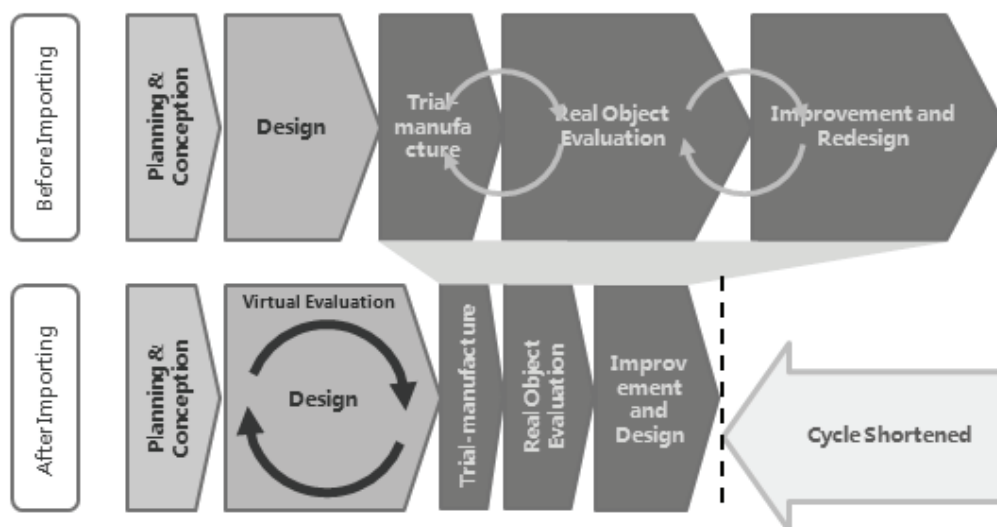 Before Importing
Planning &
Conception
Design
Trial-
manufa
cture
Real Object
Evaluation
Improvement and
Redesign
After Importing
Planning &
Conception
Virtual Evaluation
Design
Trial-manufacture
Real Object
Evaluation
Improv
ement
and
Design
Cycle Shortened